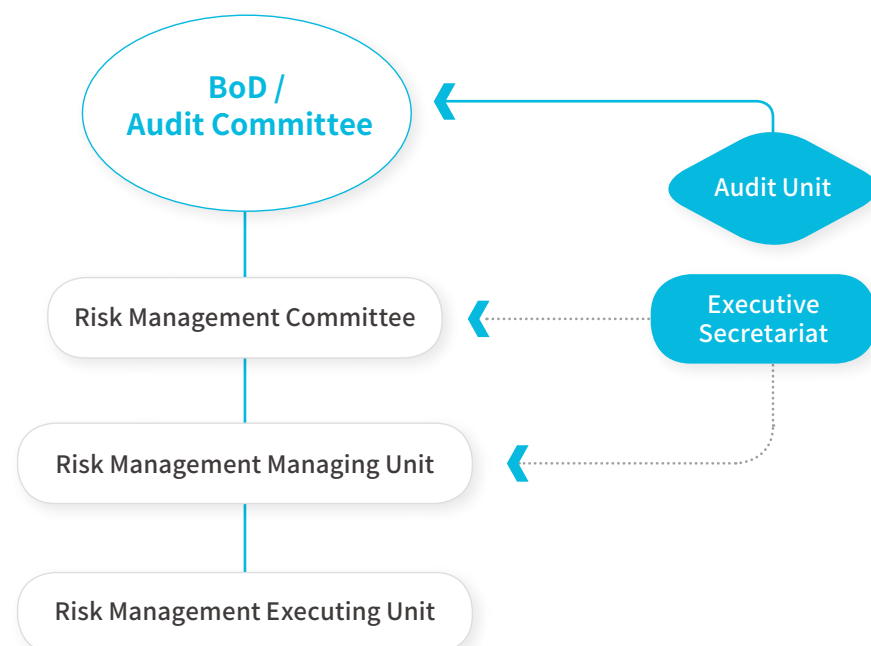 BoD /
Audit Committee
Audit Unit
Risk Management Committee
Executive
Secretariat
Risk Management Managing Unit
Risk Management Executing Unit